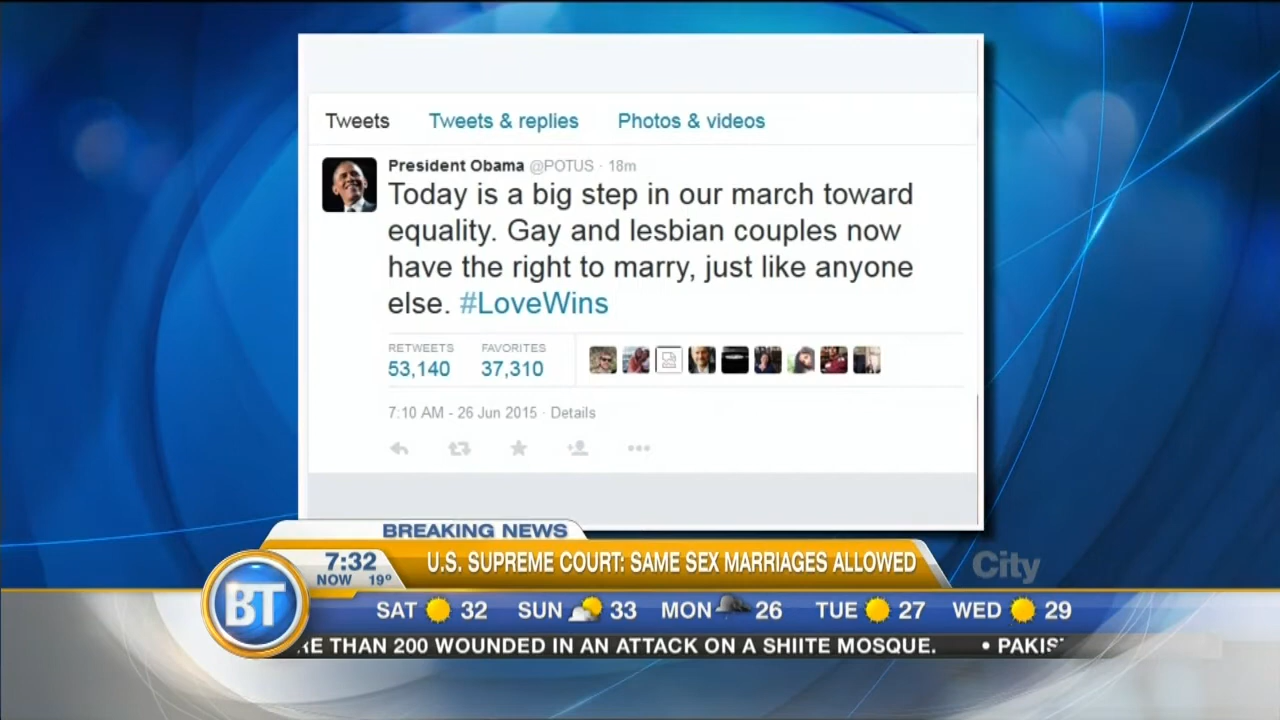 Tweets Tweets & replies Photos & videos
President Obama @POTUS · 18m
Today is a big step in our march toward
equality. Gay and lesbian couples now
have the right to marry, just like anyone
else. #LoveWins
RETWEETS FAVORITES
53,140 37,310
7:10 AM - 26 Jun 2015 · Details
BREAKING NEWS
7:32
NOW 19°
U.S. SUPREME COURT: SAME SEX MARRIAGES ALLOWED
City
BT
SAT 32 SUN 33 MON 26 TUE 27 WED 29
THAN 200 WOUNDED IN AN ATTACK ON A SHIITE MOSQUE. •